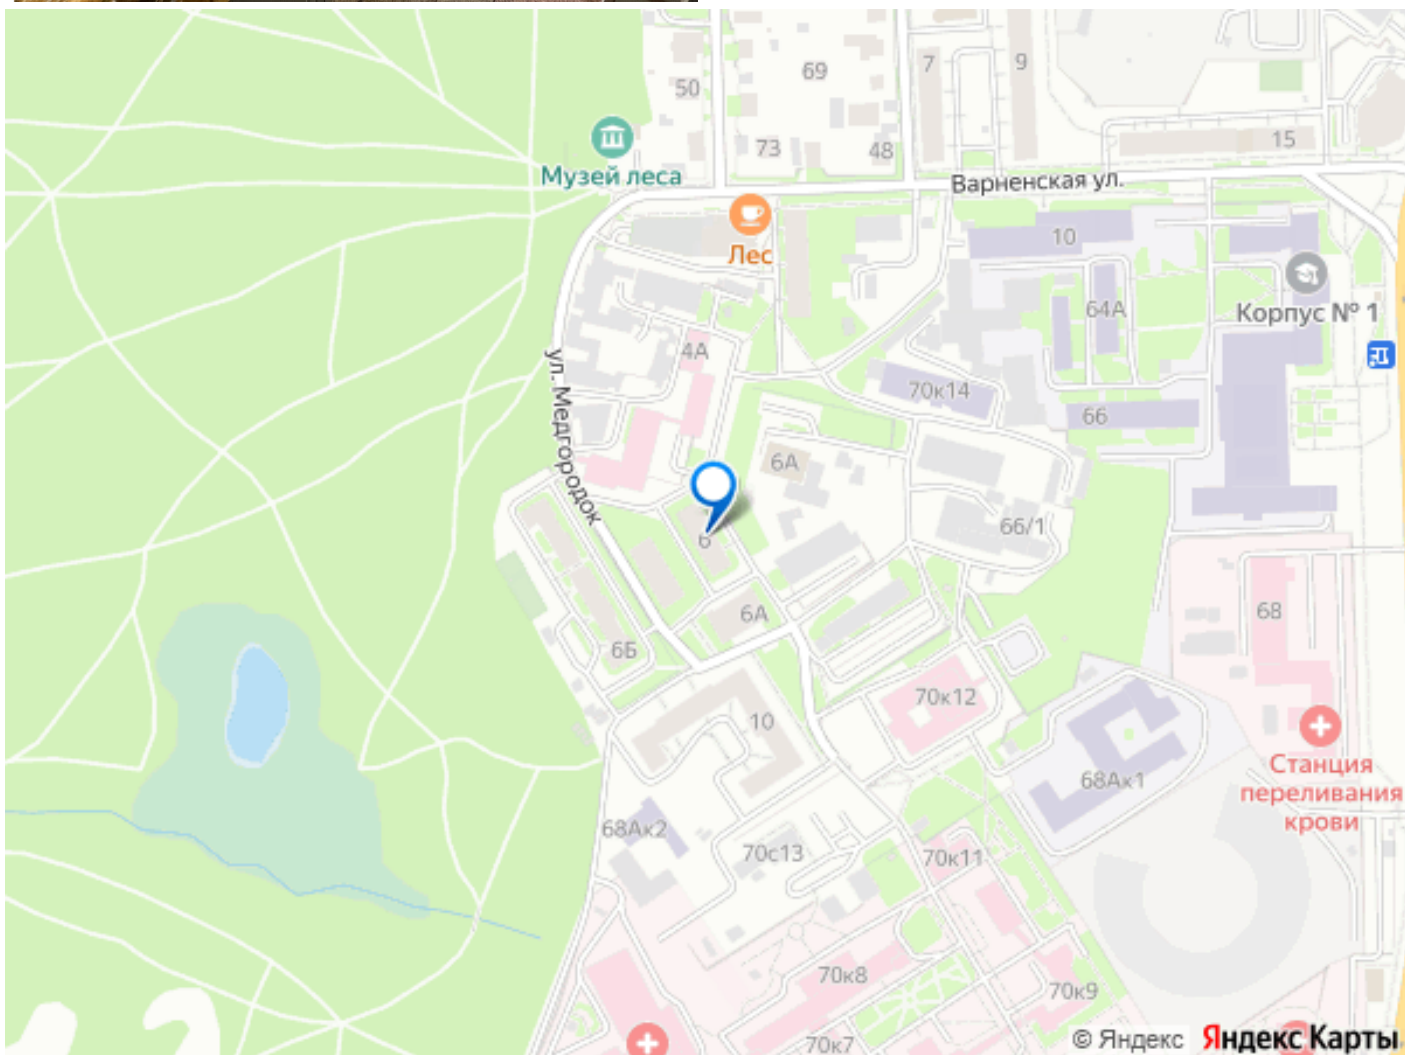 69
7
9
50
15
73
48
Музей леса
Варненская ул.
Лес
10
64А
Корпус № 1
4А
ул. Медгородок
70к14
66
6А
66/1
6
6А
68
6Б
70к12
10
68Ак1
Станция
переливания
крови
68Ак2
70с13
70к11
70к8
70к9
70к7
© Яндекс Яндекс Карты